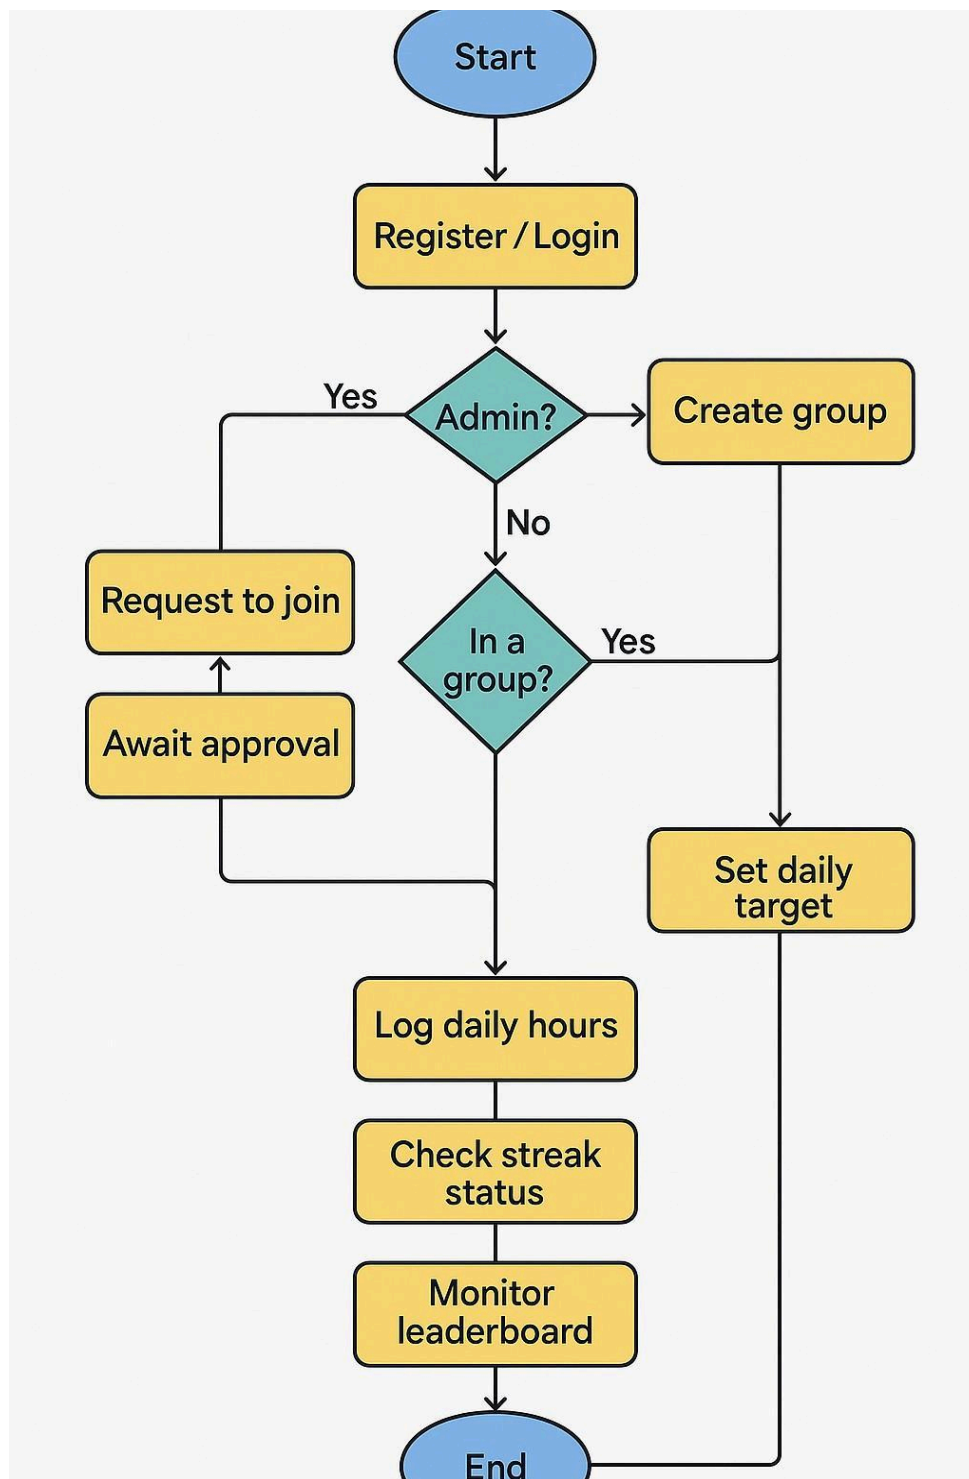 Start
Register / Login
Yes
Admin?
Create group
No
Request to join
In a
group?
Yes
Await approval
Set daily
target
Log daily hours
Check streak
status
Monitor
leaderboard
End